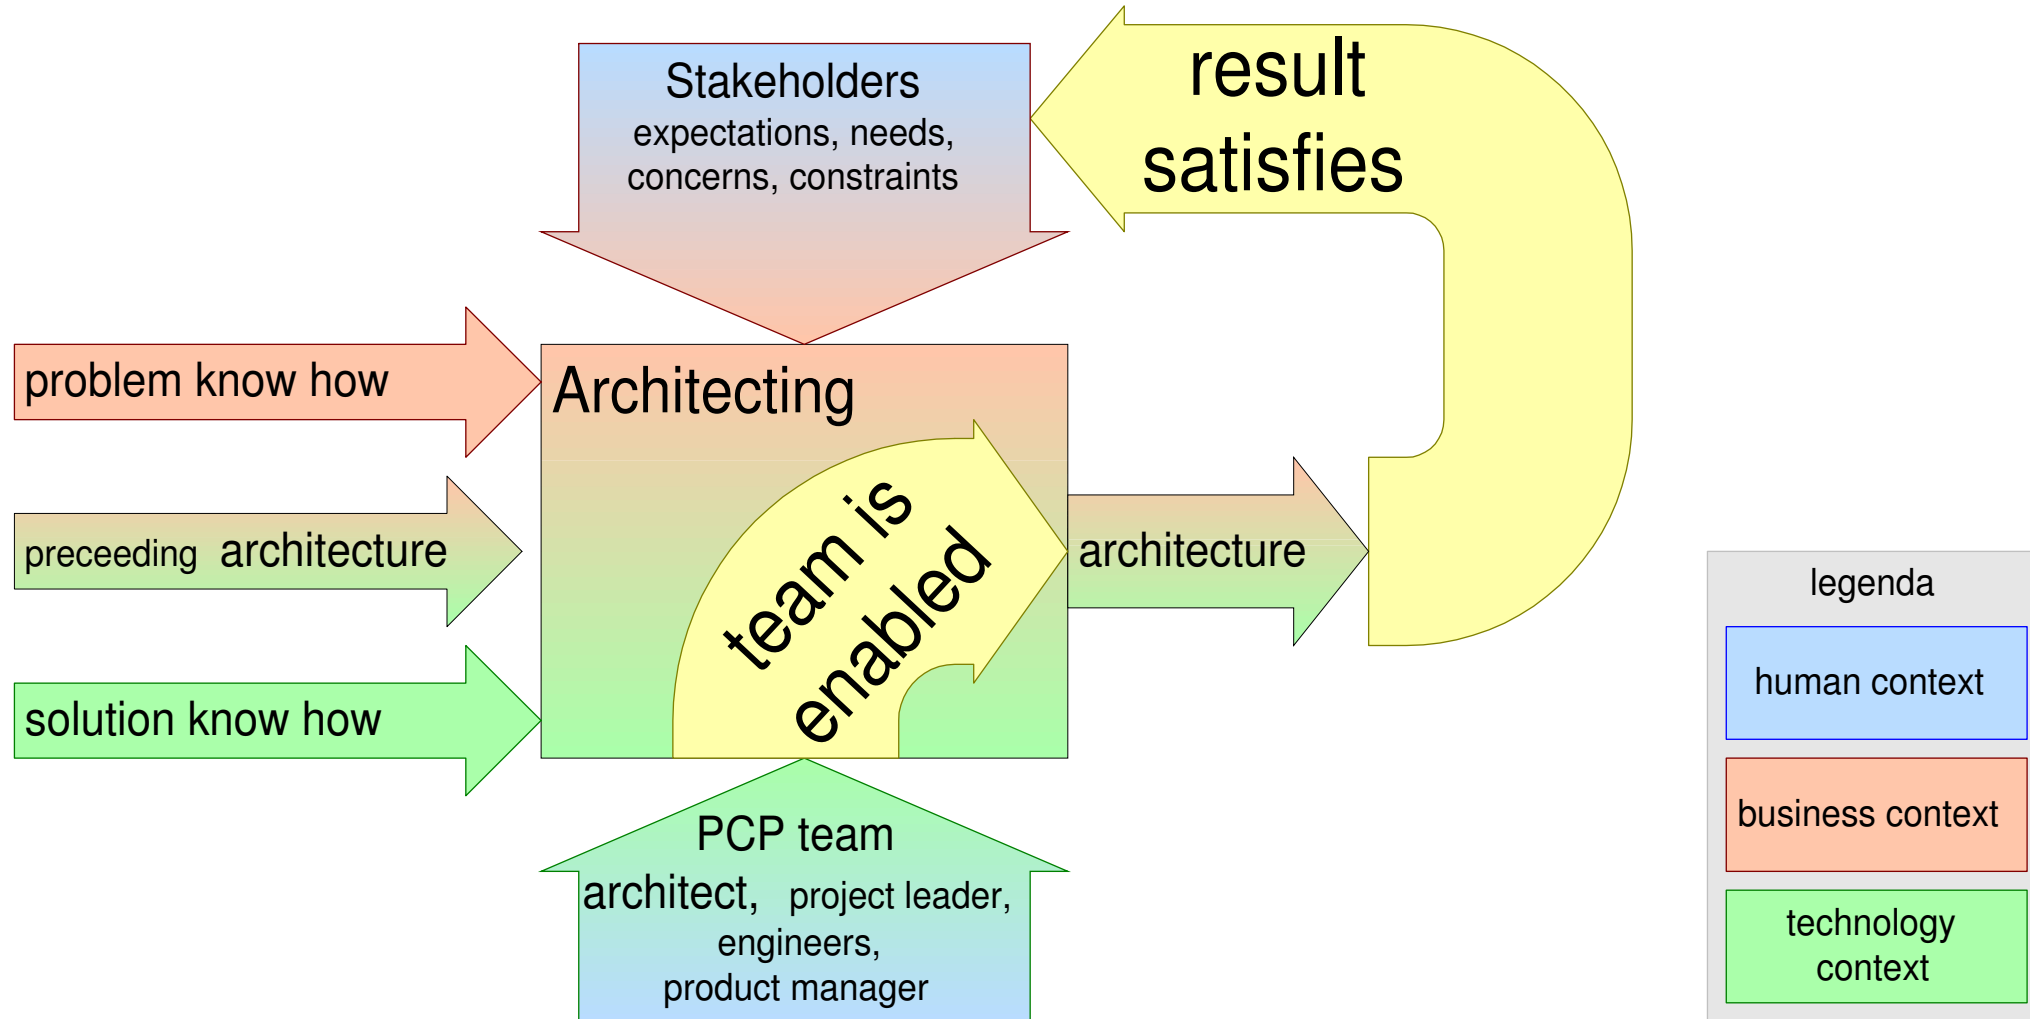 Stakeholders
expectations, needs,
concerns, constraints
result
satisfies
problem know how
Architecting
preceeding architecture
team is
enabled
architecture
solution know how
PCP team
architect, project leader,
engineers,
product manager
legenda
human context
business context
technology
context